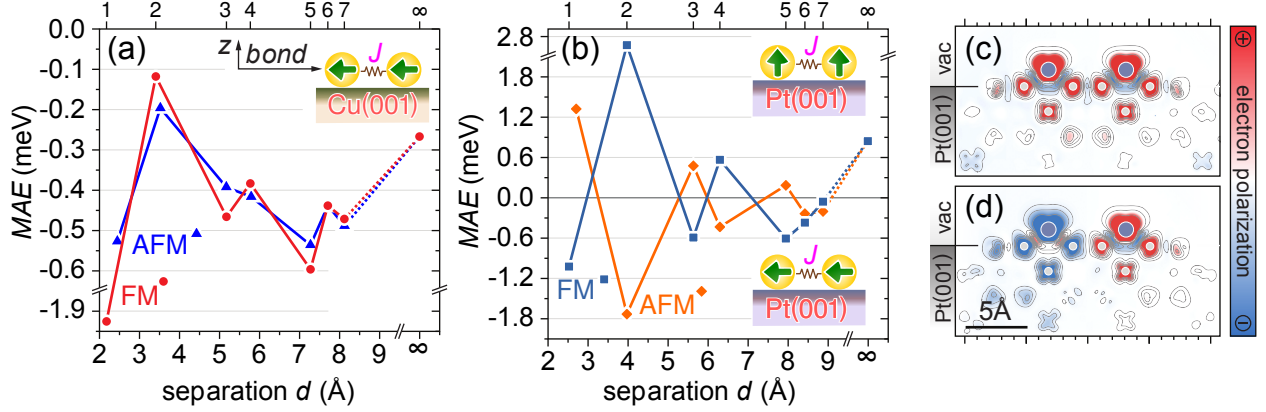 1 2 3 4 5 6 7 ∞
(a)
z
bond
J
Cu(001)
MAE (meV)
0.0
-0.1
-0.2
-0.3
-0.4
-0.5
-0.6
-1.9
AFM
FM
2 3 4 5 6 7 8 9 ∞
separation d (Å)
1 2 3 4 5 6 7 ∞
(b)
J
Pt(001)
MAE (meV)
2.8
1.8
1.2
0.6
0.0
-0.6
-1.2
-1.8
FM
AFM
J
Pt(001)
2 3 4 5 6 7 8 9 ∞
separation d (Å)
(c)
vac
Pt(001)
(d)
vac
Pt(001)
5Å
+
electron polarization
−